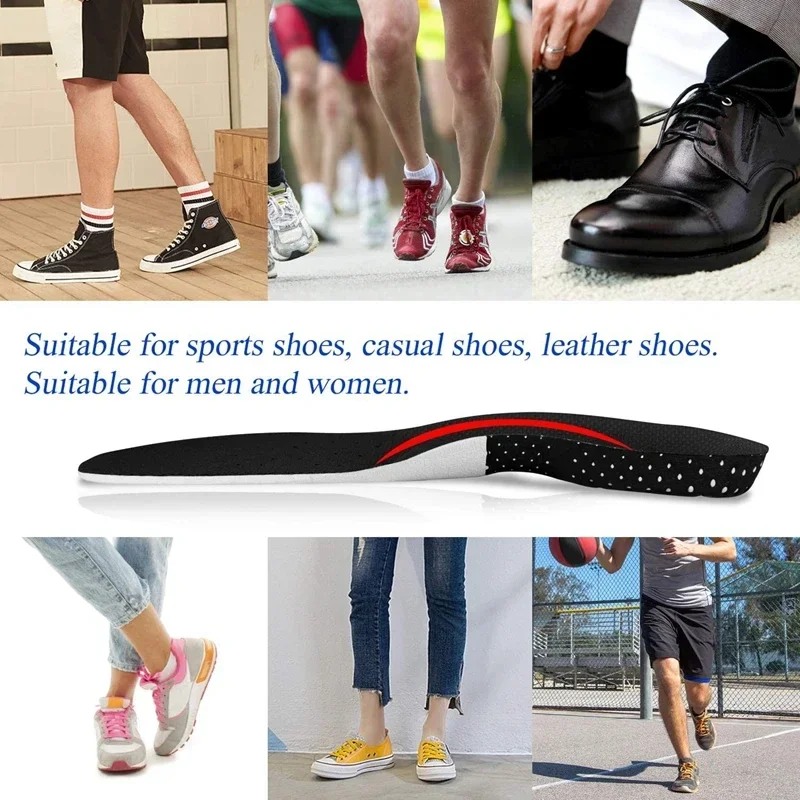 Suitable for sports shoes, casual shoes, leather shoes.
Suitable for men and women.